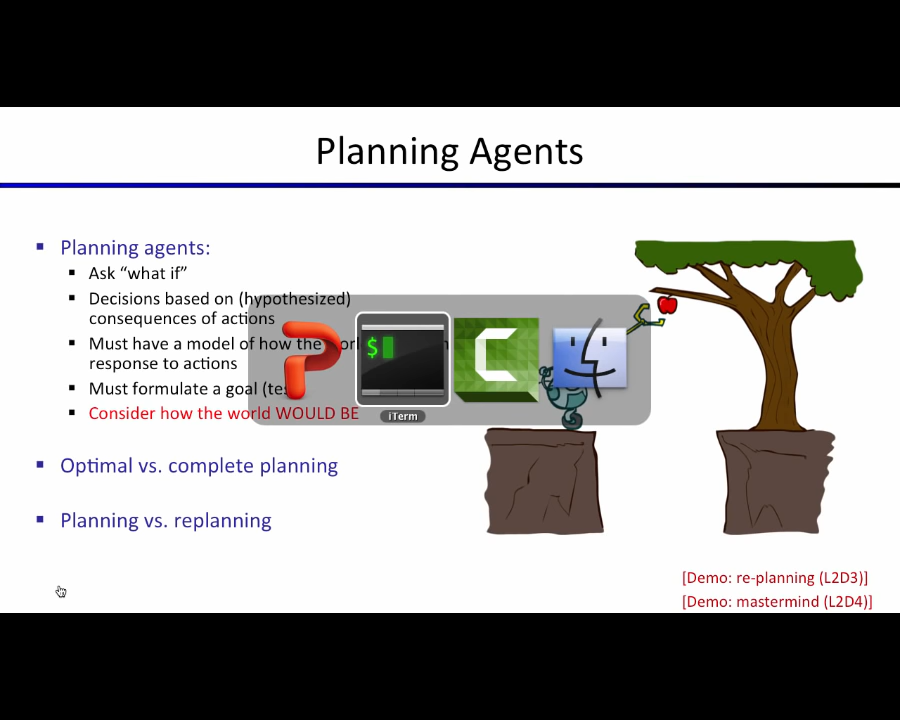 Planning Agents
Planning agents:
Ask “what if”
Decisions based on (hypothesized)
consequences of actions
Must have a model of how the
response to actions
Must formulate a goal
Consider how the world WOULD BE
Optimal vs. complete planning
Planning vs. replanning
$
iTerm
[Demo: re-planning (L2D3)]
[Demo: mastermind (L2D4)]